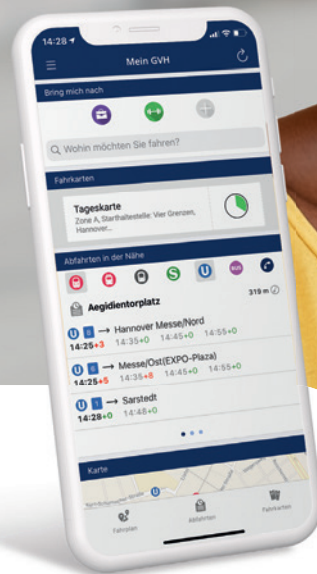 14:28
Mein GVH
Bring mich nach
Wohin möchten Sie fahren?
Fahrkarten
Tageskarte
Zone A, Starthaltestelle: Vier Grenzen,
Hannover...
Abfahrten in der Nähe
S U BUS
Aegidientorplatz 319 m
U 8 → Hannover Messe/Nord
14:25+3 14:35+0 14:45+0 14:55+0
U 6 → Messe/Ost(EXPO-Plaza)
14:25+5 14:35+8 14:45+0 14:55+0
U 1 → Sarstedt
14:28+0 14:48+0
Karte
U
Fahrplan Abfahrten Fahrkarten